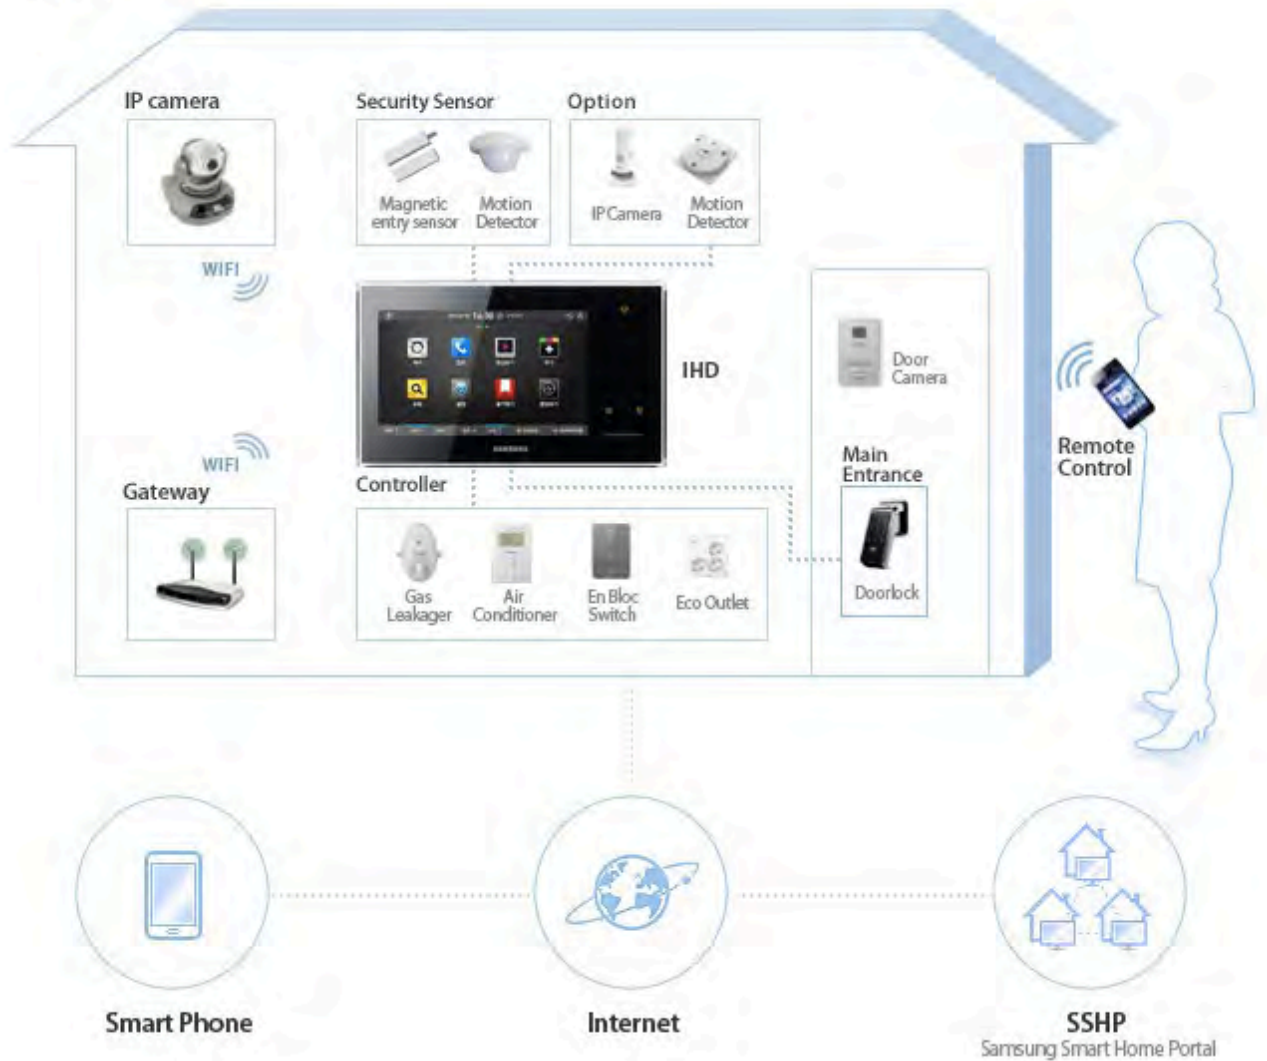 IP camera
Security Sensor
Option
Magnetic
entry sensor
Motion
Detector
IP Camera
Motion
Detector
WIFI
IHD
Door
Camera
Remote
Control
WIFI
Gateway
SAMSUNG
Controller
Main
Entrance
Gas
Leakager
Air
Conditioner
En Bloc
Switch
Eco Outlet
Doorlock
Smart Phone
Internet
SSHP
Samsung Smart Home Portal